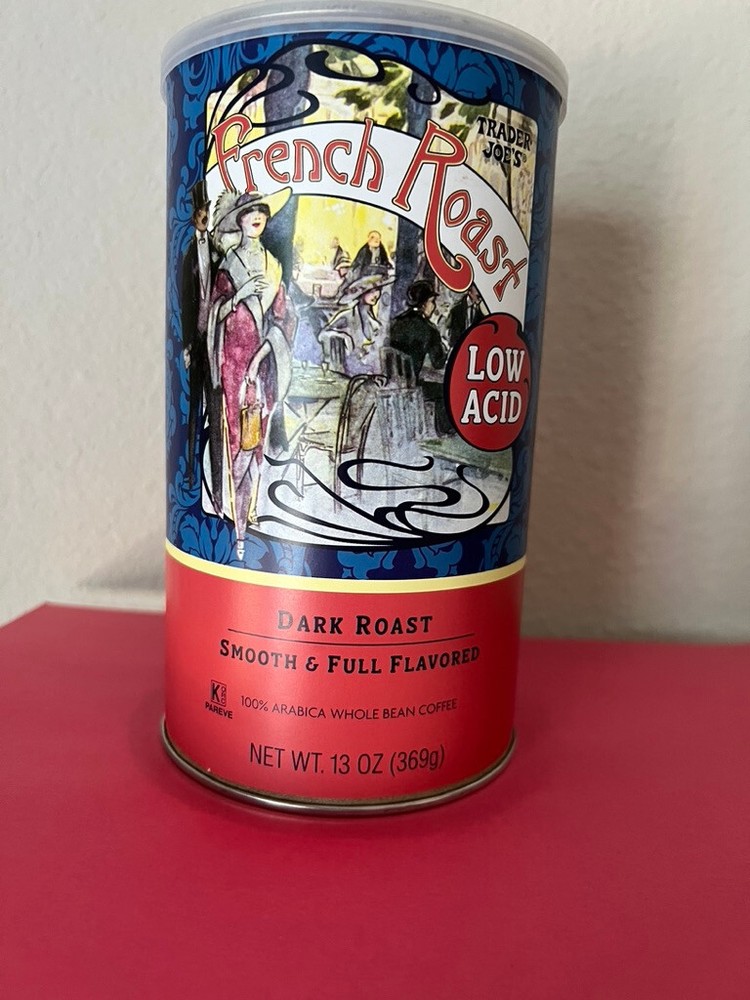 French Roast
TRADER
JOE'S
LOW
ACID
DARK ROAST
SMOOTH & FULL FLAVORED
K
PAREVE
100% ARABICA WHOLE BEAN COFFEE
NET WT. 13 OZ (369g)